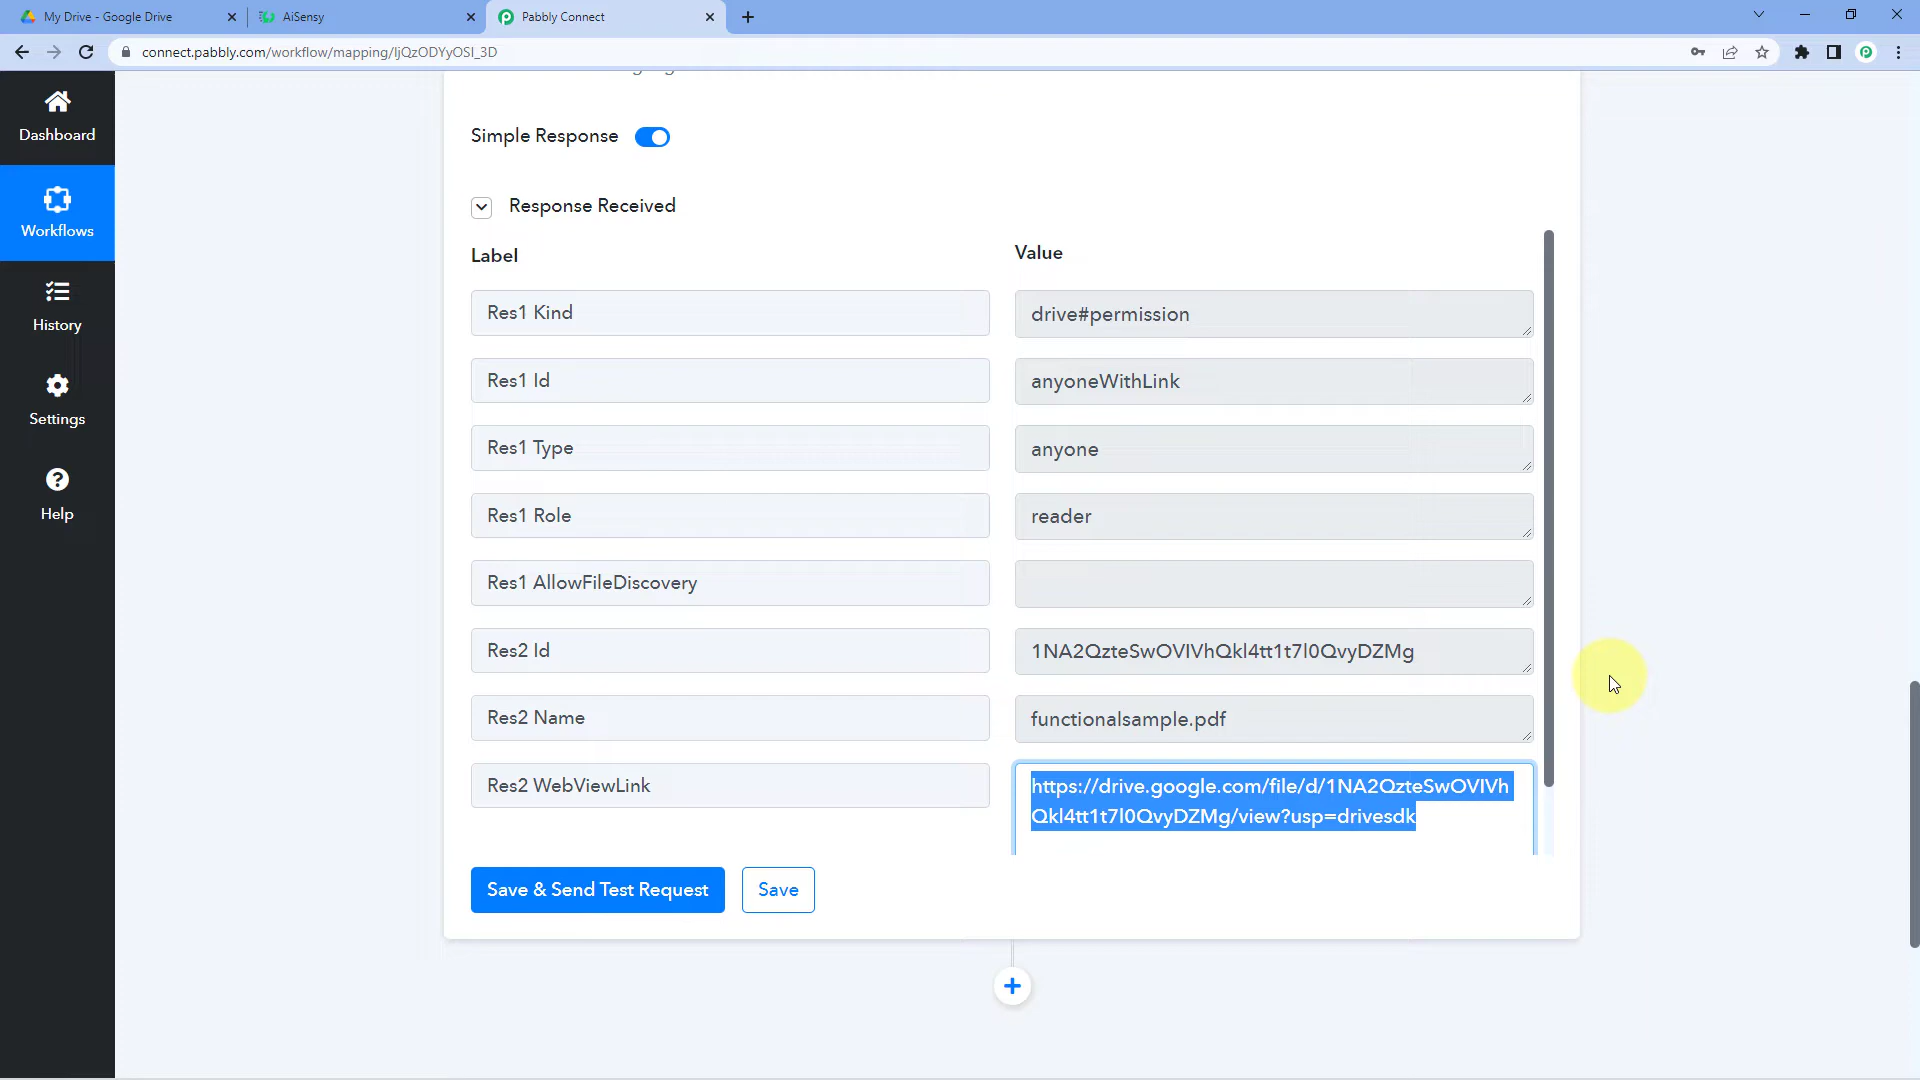 My Drive - Google Drive
AiSensy
Pabbly Connect
connect.pabbly.com/workflow/mapping/IjQzODYyOSI_3D
Dashboard
Workflows
History
Settings
Help
Simple Response
Response Received
Label
Value
Res1 Kind
drive#permission
Res1 Id
anyoneWithLink
Res1 Type
anyone
Res1 Role
reader
Res1 AllowFileDiscovery
Res2 Id
1NA2QzteSwOVIVhQkl4tt1t7l0QvyDZMg
Res2 Name
functionalsample.pdf
Res2 WebViewLink
https://drive.google.com/file/d/1NA2QzteSwOVIVh
Qkl4tt1t7l0QvyDZMg/view?usp=drivesdk
Save & Send Test Request
Save